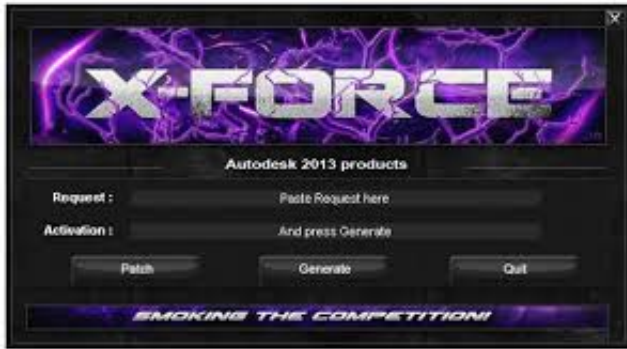 X-FORCE
Autodesk 2013 products
Request : Paste Request here
Activation : And press Generate
Patch Generate Quit
SMOKING THE COMPETITION!